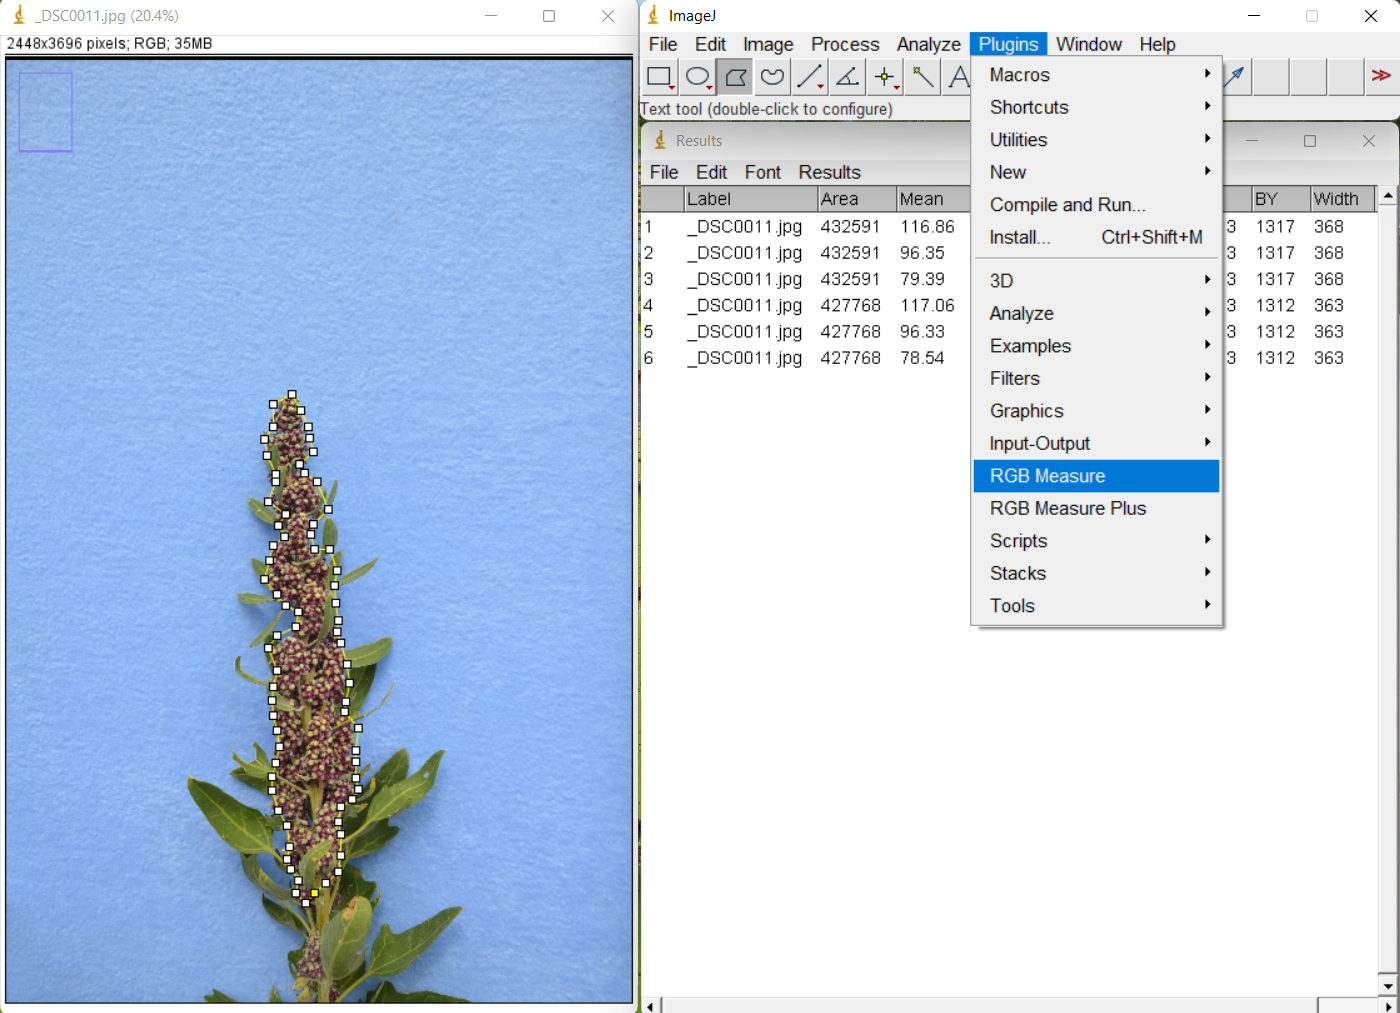 _DSC0011.jpg (20.4%)
2448x3696 pixels; RGB; 35MB
ImageJ
File Edit Image Process Analyze Plugins Window Help
A
Text tool (double-click to configure)
Macros
Shortcuts
Utilities
New
Compile and Run...
Install... Ctrl+Shift+M
3D
Analyze
Examples
Filters
Graphics
Input-Output
RGB Measure
RGB Measure Plus
Scripts
Stacks
Tools
Results
File Edit Font Results
Label Area Mean BY Width
1 _DSC0011.jpg 432591 116.86 3 1317 368
2 _DSC0011.jpg 432591 96.35 3 1317 368
3 _DSC0011.jpg 432591 79.39 3 1317 368
4 _DSC0011.jpg 427768 117.06 3 1312 363
5 _DSC0011.jpg 427768 96.33 3 1312 363
6 _DSC0011.jpg 427768 78.54 3 1312 363